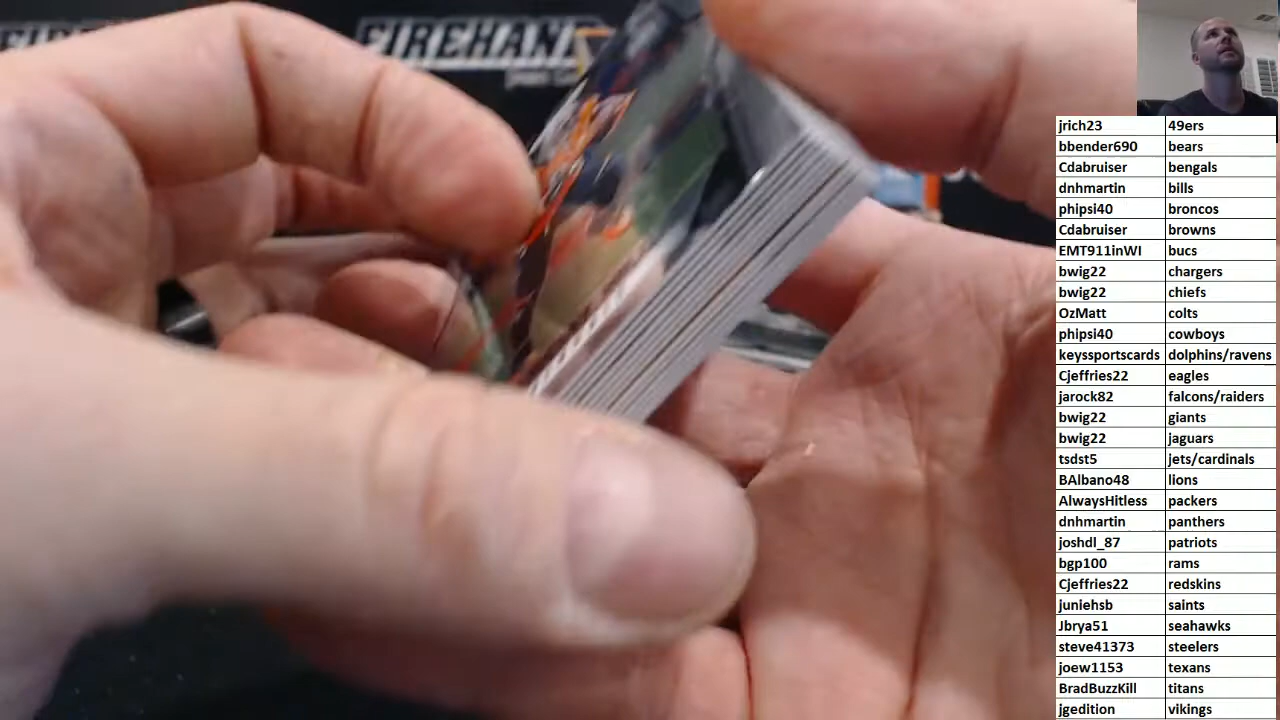 FIREHAND
jrich23 49ers
bbender690 bears
Cdabruiser bengals
dnhmartin bills
phipsi40 broncos
Cdabruiser browns
EMT911inWI bucs
bwig22 chargers
bwig22 chiefs
OzMatt colts
phipsi40 cowboys
keyssportscards dolphins/ravens
Cjeffries22 eagles
jarock82 falcons/raiders
bwig22 giants
bwig22 jaguars
tsdst5 jets/cardinals
BAlbano48 lions
AlwaysHitless packers
dnhmartin panthers
joshdl_87 patriots
bgp100 rams
Cjeffries22 redskins
juniehsb saints
Jbrya51 seahawks
steve41373 steelers
joew1153 texans
BradBuzzKill titans
jgedition vikings